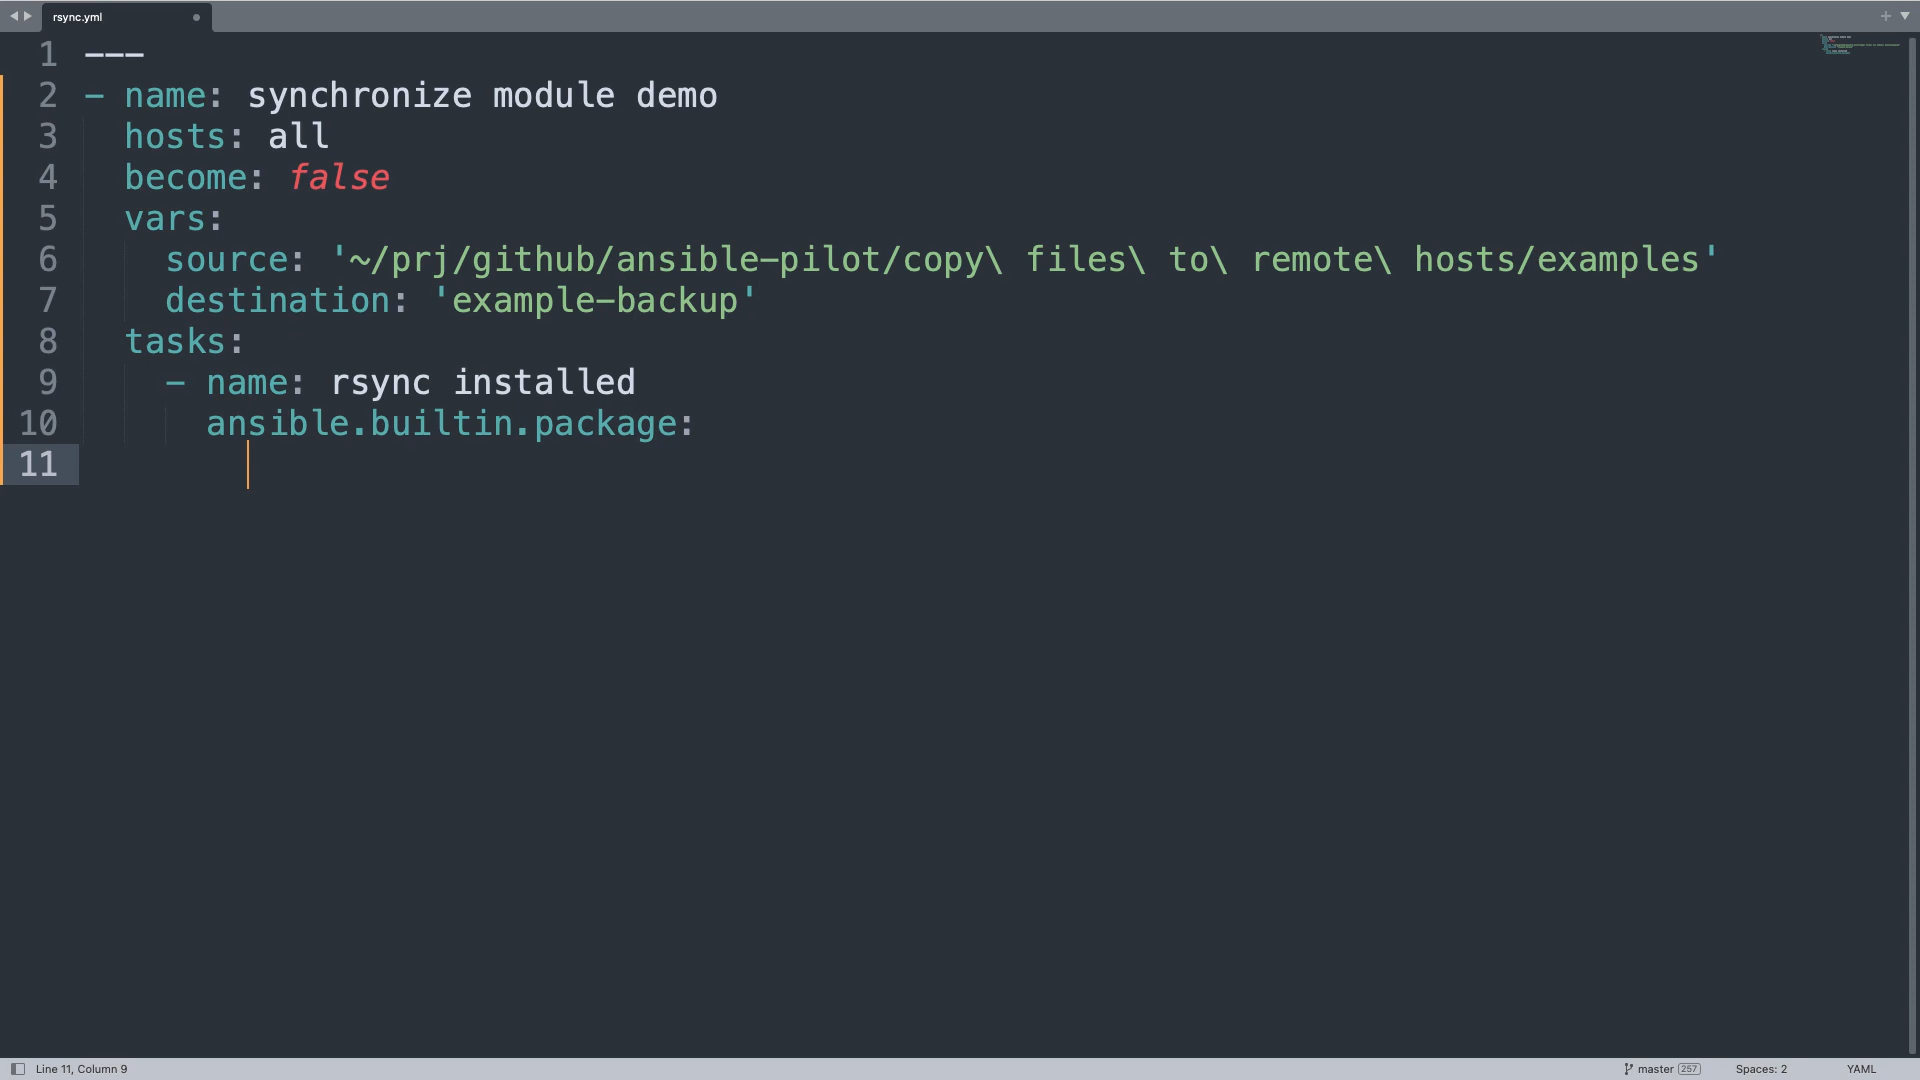 rsync.yml
1 ---
2 - name: synchronize module demo
3 hosts: all
4 become: false
5 vars:
6 source: '~/prj/github/ansible-pilot/copy\ files\ to\ remote\ hosts/examples'
7 destination: 'example-backup'
8 tasks:
9 - name: rsync installed
10 ansible.builtin.package:
11
Line 11, Column 9 master 257 Spaces: 2 YAML